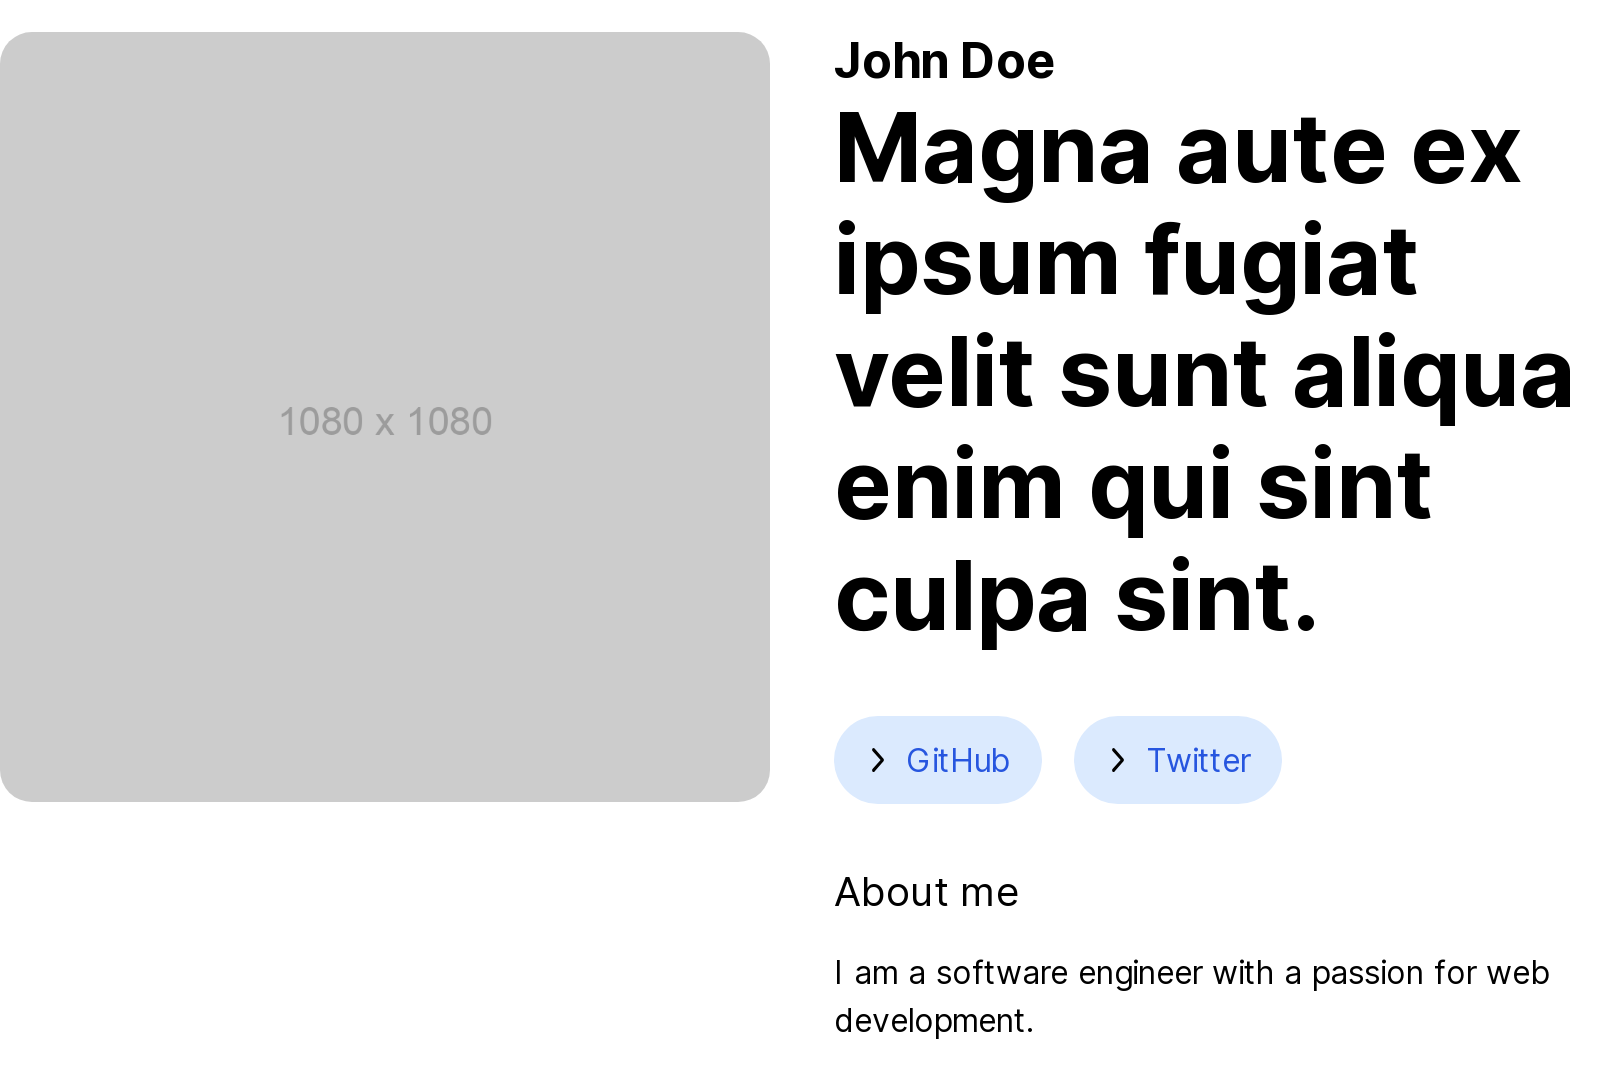 1080 x 1080
John Doe
Magna aute ex
ipsum fugiat
velit sunt aliqua
enim qui sint
culpa sint.
GitHub
Twitter
About me
I am a software engineer with a passion for web
development.